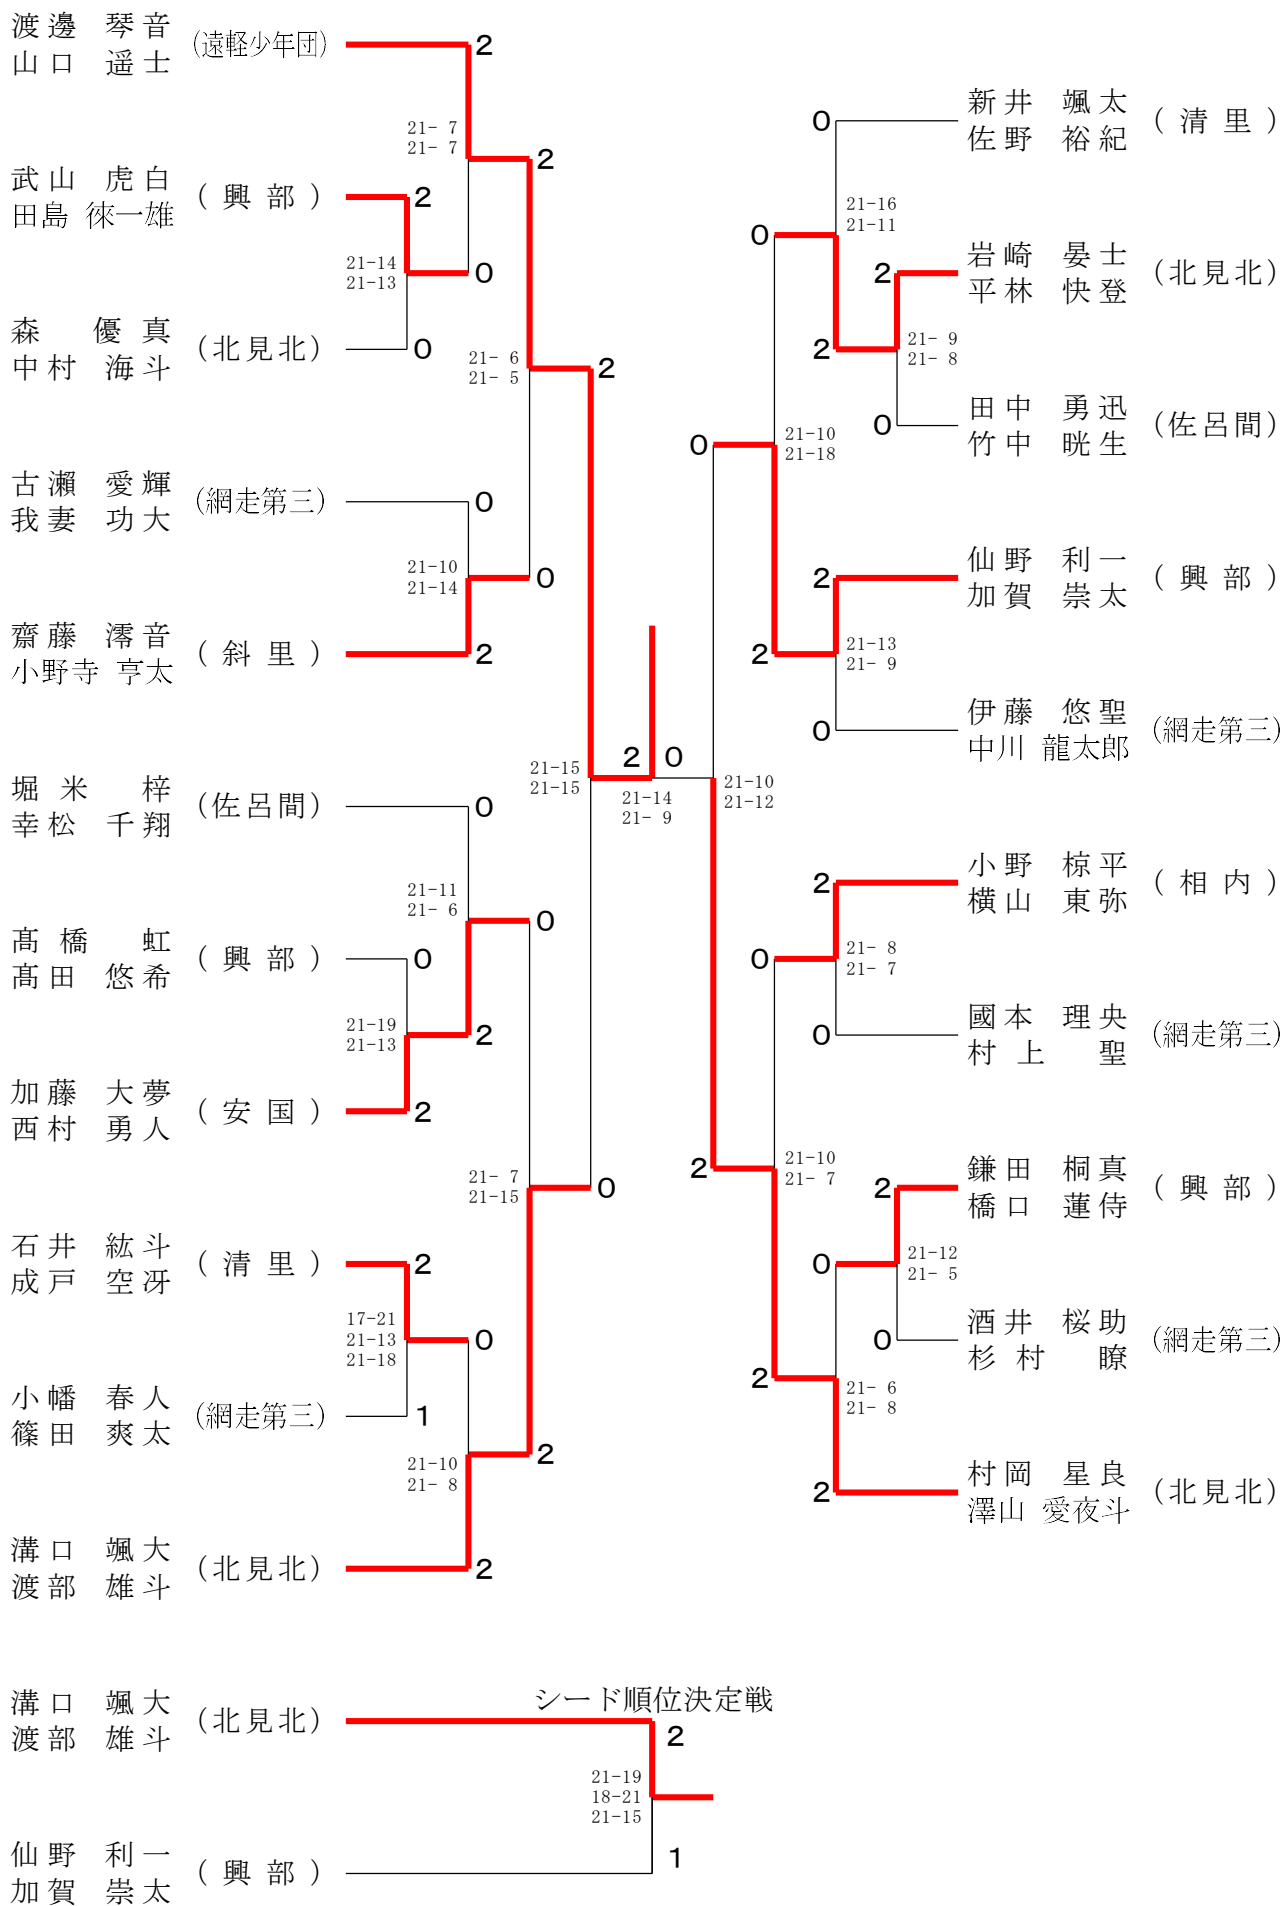 渡邊 琴音
山口 遥士
(遠軽少年団)
2
21- 7
21- 7
2
武山 虎白
田島 徠一雄
(興部)
2
21-14
21-13
0
森 優真
中村 海斗
(北見北)
0
21- 6
21- 5
2
古瀬 愛輝
我妻 功大
(網走第三)
0
21-10
21-14
0
齋藤 澪音
小野寺 亨太
(斜里)
2
21-15
21-15
2
0
21-14
21- 9
堀米 梓
幸松 千翔
(佐呂間)
0
21-11
21- 6
0
髙橋 虹
髙田 悠希
(興部)
0
21-19
21-13
2
加藤 大夢
西村 勇人
(安国)
2
21- 7
21-15
0
石井 紘斗
成戸 空冴
(清里)
2
17-21
21-13
21-18
0
小幡 春人
篠田 爽太
(網走第三)
1
21-10
21- 8
2
溝口 颯大
渡部 雄斗
(北見北)
2
0
新井 颯太
佐野 裕紀
(清里)
21-16
21-11
0
2
岩崎 晏士
平林 快登
(北見北)
2
21- 9
21- 8
0
田中 勇迅
竹中 晄生
(佐呂間)
0
21-10
21-18
2
仙野 利一
加賀 崇太
(興部)
2
21-13
21- 9
0
伊藤 悠聖
中川 龍太郎
(網走第三)
21-10
21-12
2
小野 椋平
横山 東弥
(相内)
0
21- 8
21- 7
0
國本 理央
村上 聖
(網走第三)
2
21-10
21- 7
2
鎌田 桐真
橋口 蓮侍
(興部)
0
21-12
21- 5
0
酒井 桜助
杉村 瞭
(網走第三)
2
21- 6
21- 8
2
村岡 星良
澤山 愛夜斗
(北見北)
シード順位決定戦
溝口 颯大
渡部 雄斗
(北見北)
2
21-19
18-21
21-15
仙野 利一
加賀 崇太
(興部)
1